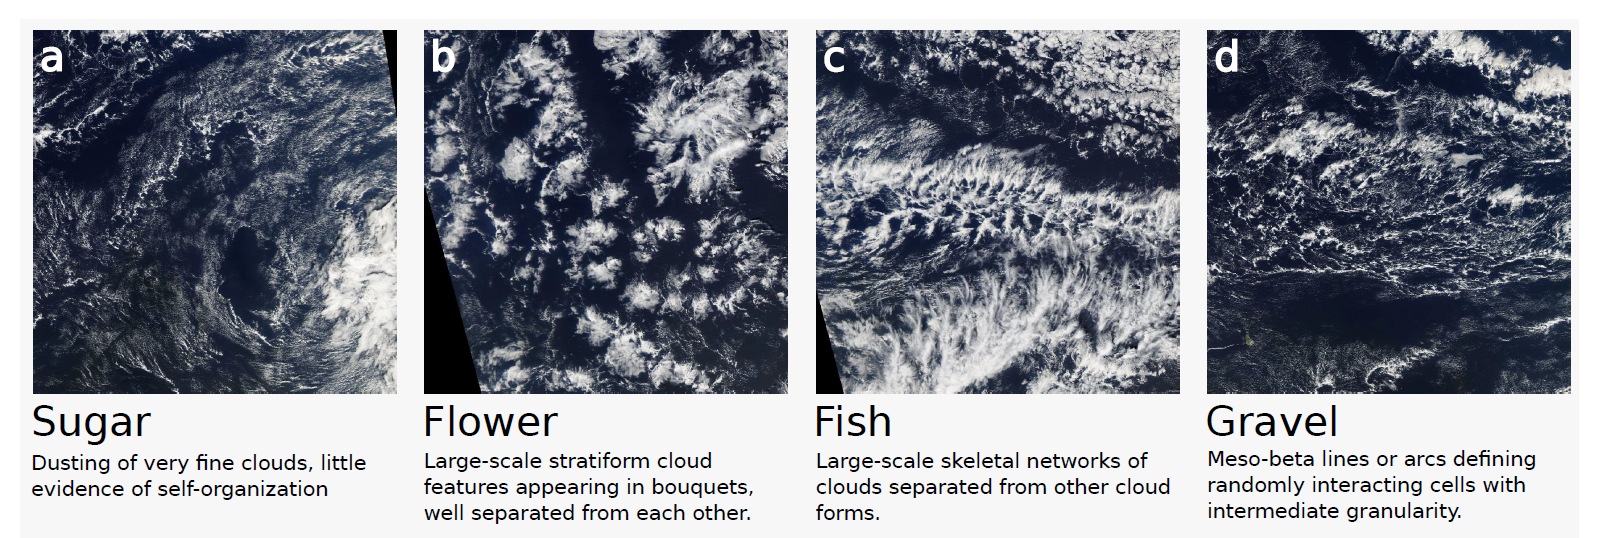 a
b
c
d
Sugar
Dusting of very fine clouds, little
evidence of self-organization
Flower
Large-scale stratiform cloud
features appearing in bouquets,
well separated from each other.
Fish
Large-scale skeletal networks of
clouds separated from other cloud
forms.
Gravel
Meso-beta lines or arcs defining
randomly interacting cells with
intermediate granularity.